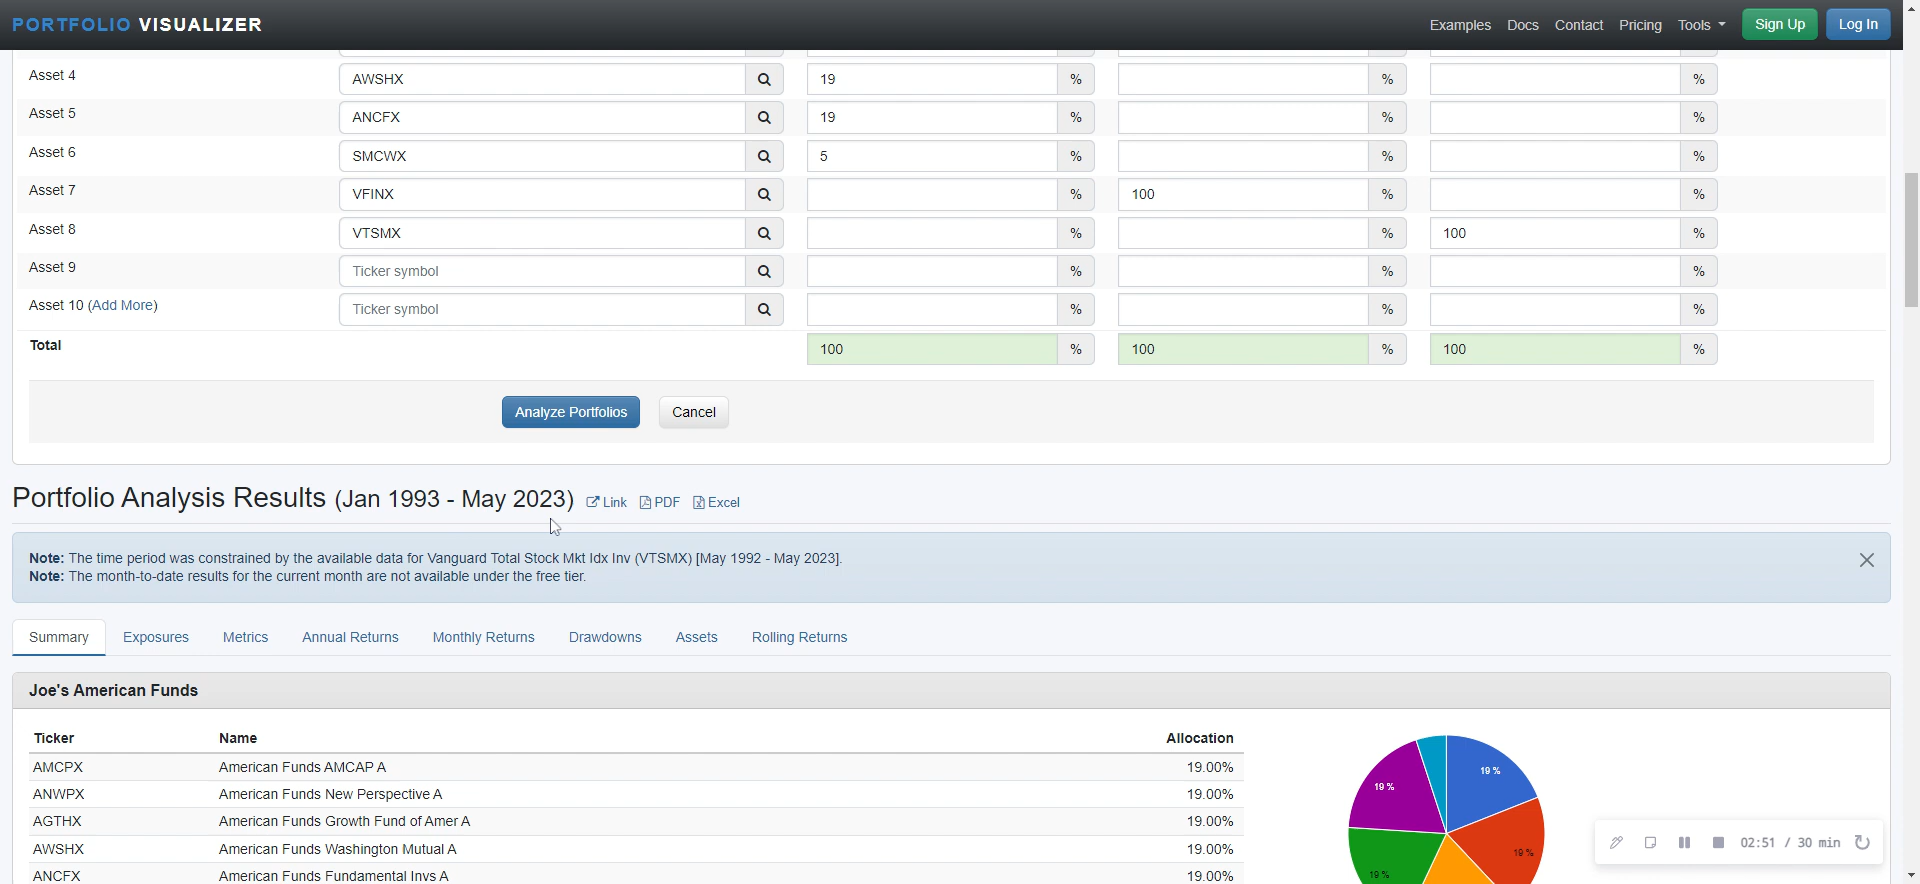 PORTFOLIO VISUALIZER Examples Docs Contact Pricing Tools Sign Up Log In
Asset 4 AWSHX 19 % % %
Asset 5 ANCFX 19 % % %
Asset 6 SMCWX 5 % % %
Asset 7 VFINX % 100 % %
Asset 8 VTSMX % % 100 %
Asset 9 Ticker symbol % % %
Asset 10 (Add More) Ticker symbol % % %
Total 100 % 100 % 100 %
Analyze Portfolios Cancel
Portfolio Analysis Results (Jan 1993 - May 2023) Link PDF Excel
Note: The time period was constrained by the available data for Vanguard Total Stock Mkt Idx Inv (VTSMX) [May 1992 - May 2023].
Note: The month-to-date results for the current month are not available under the free tier.
Summary Exposures Metrics Annual Returns Monthly Returns Drawdowns Assets Rolling Returns
Joe's American Funds
Ticker Name Allocation
AMCPX American Funds AMCAP A 19.00%
ANWPX American Funds New Perspective A 19.00%
AGTHX American Funds Growth Fund of Amer A 19.00%
AWSHX American Funds Washington Mutual A 19.00%
ANCFX American Funds Fundamental Invs A 19.00%
19 %
19 %
19 %
19 %
02:51 / 30 min